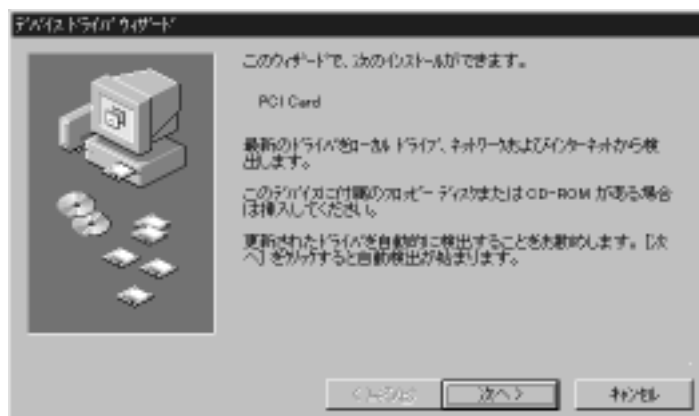 デバイス ドライバ ウィザード
このウィザードで、次のインストールができます。
PCI Card
最新のドライバをローカル ドライブ、ネットワークおよびインターネットから検
出します。
このデバイスに付属のフロッピー ディスクまたは CD-ROM がある場合
は挿入してください。
更新されたドライバを自動的に検出することをお勧めします。[次
へ] をクリックすると自動検出が始まります。
次へ >
キャンセル